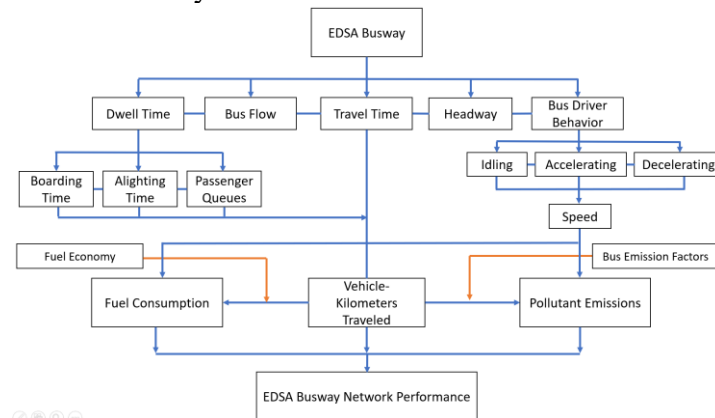 EDSA Busway
Dwell Time
Bus Flow
Travel Time
Headway
Bus Driver
Behavior
Boarding
Time
Alighting
Time
Passenger
Queues
Idling
Accelerating
Decelerating
Speed
Fuel Economy
Bus Emission Factors
Fuel Consumption
Vehicle-
Kilometers
Traveled
Pollutant Emissions
EDSA Busway Network Performance